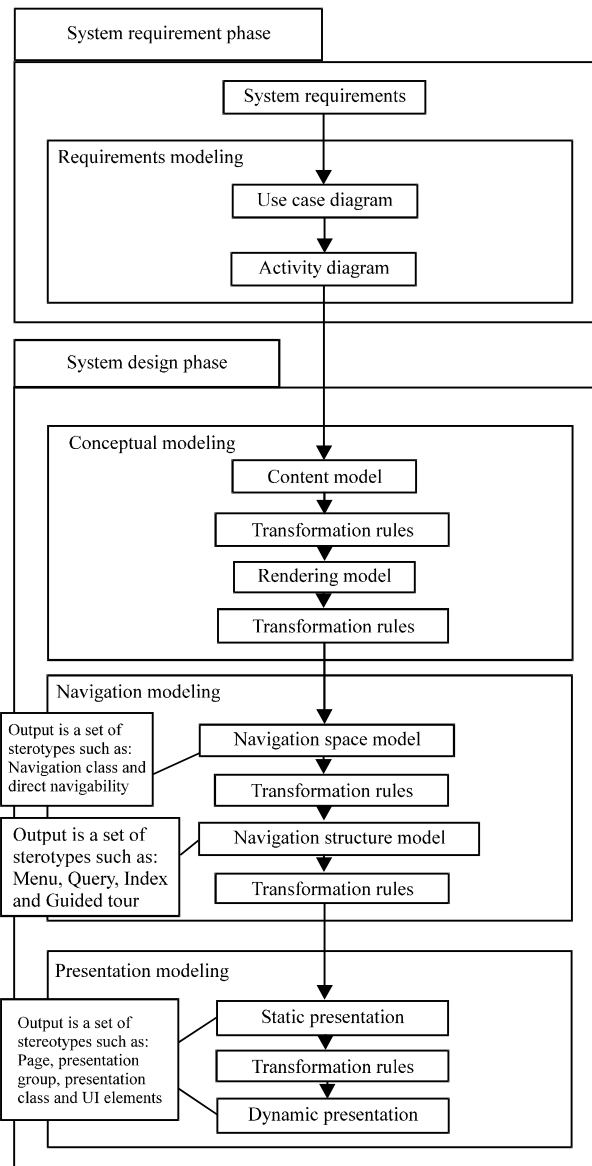 System requirement phase
System requirements
Requirements modeling
Use case diagram
Activity diagram
System design phase
Conceptual modeling
Content model
Transformation rules
Rendering model
Transformation rules
Navigation modeling
Output is a set of
sterotypes such as:
Navigation class and
direct navigability
Navigation space model
Transformation rules
Output is a set of
sterotypes such as:
Menu, Query, Index
and Guided tour
Navigation structure model
Transformation rules
Presentation modeling
Output is a set of
stereotypes such as:
Page, presentation
group, presentation
class and UI elements
Static presentation
Transformation rules
Dynamic presentation